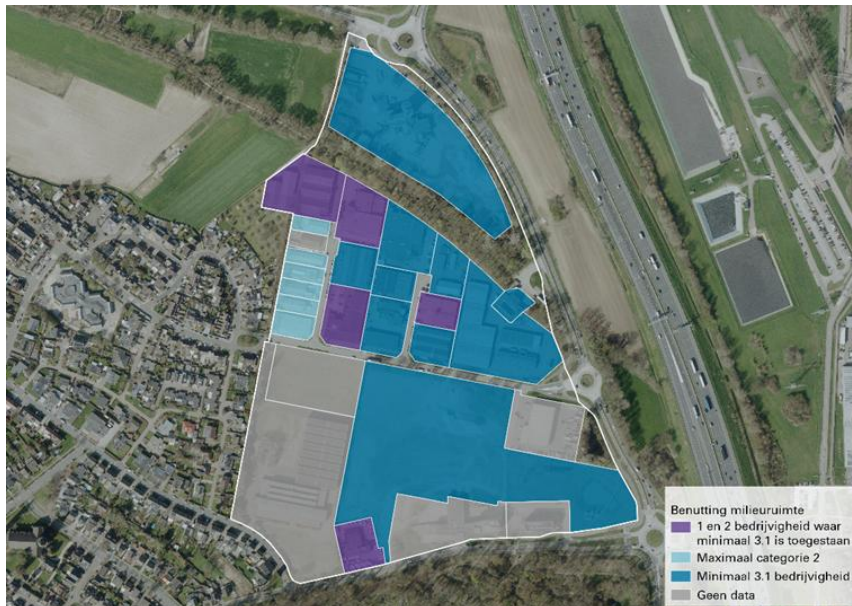 Benutting milieuruimte
1 en 2 bedrijvigheid waar
minimaal 3.1 is toegestaan
Maximaal categorie 2
Minimaal 3.1 bedrijvigheid
Geen data